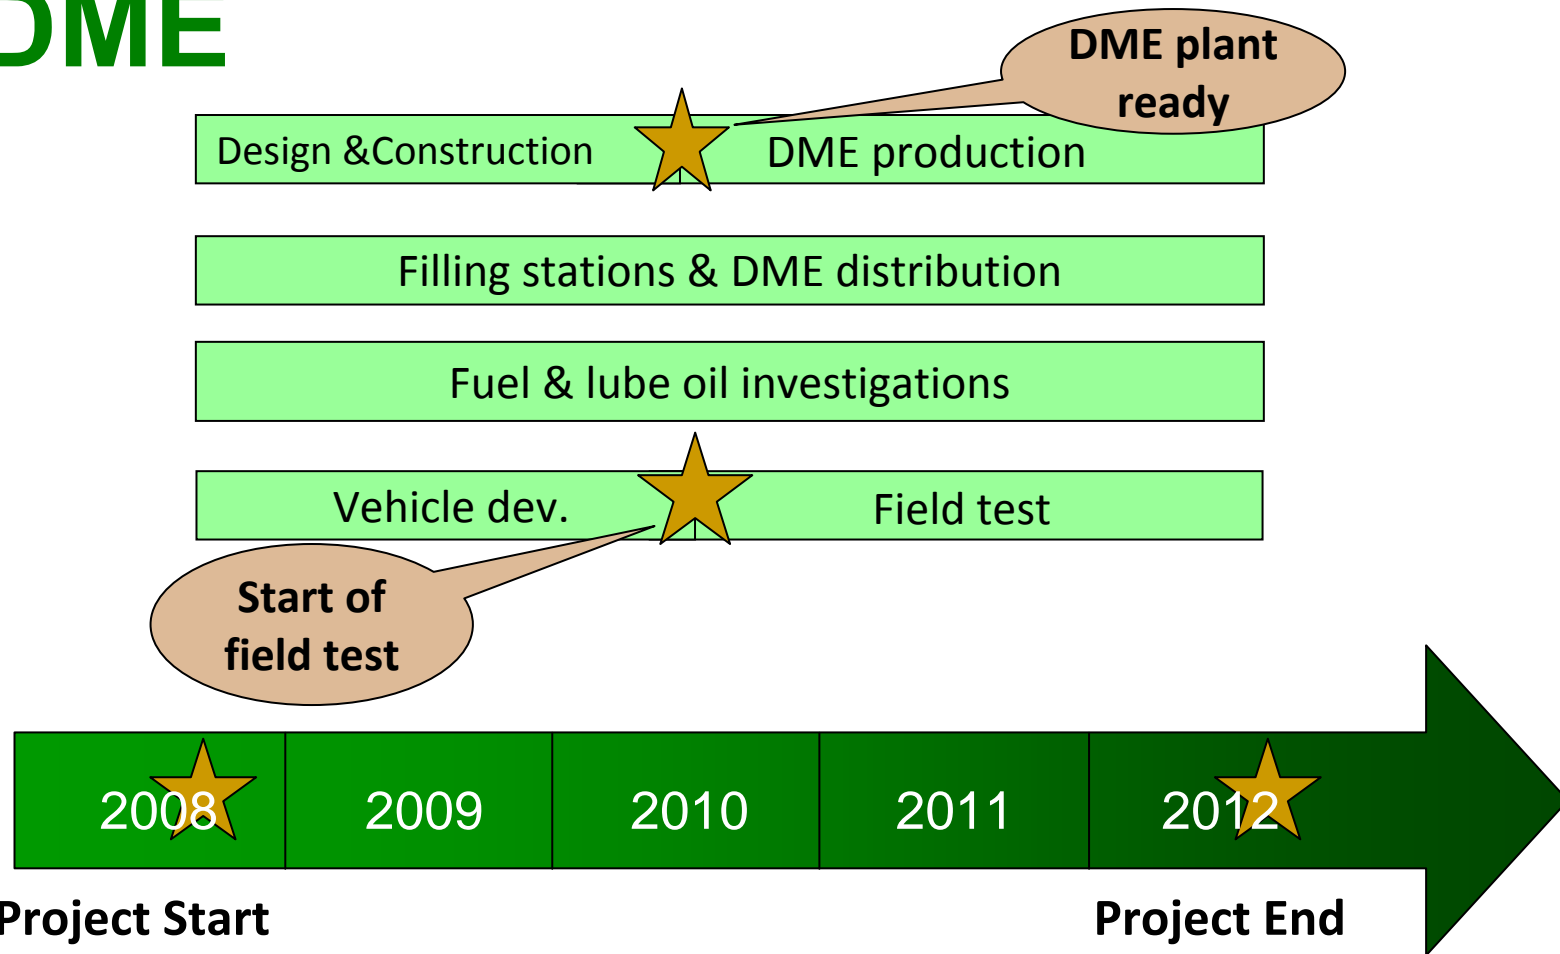 DME
DME plant
ready
Design &Construction
DME production
Filling stations & DME distribution
Fuel & lube oil investigations
Vehicle dev.
Field test
Start of
field test
2008
2009
2010
2011
2012
Project Start
Project End